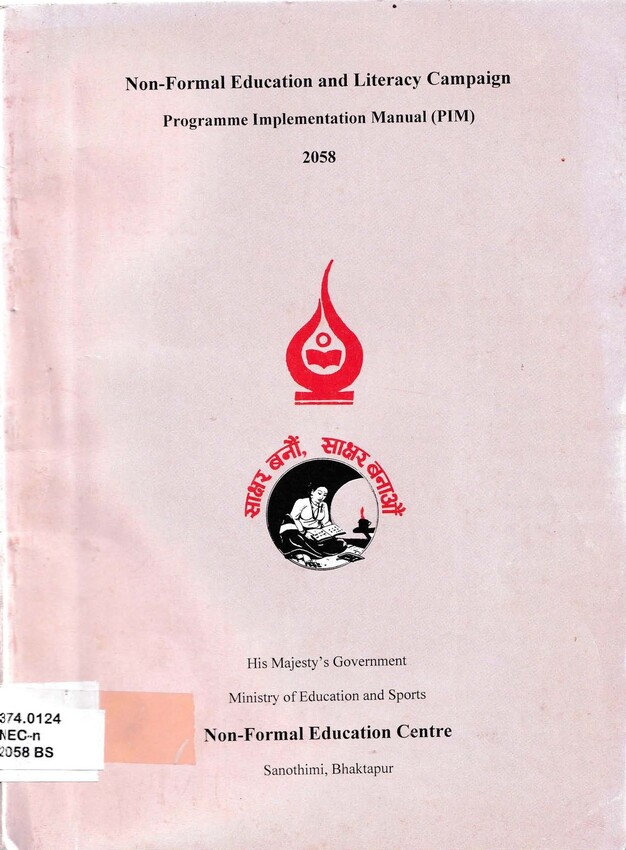 Non-Formal Education and Literacy Campaign
Programme Implementation Manual (PIM)
2058
साक्षर बनौं, साक्षर बनाऔं
His Majesty's Government
Ministry of Education and Sports
Non-Formal Education Centre
Sanothimi, Bhaktapur
374.0124
NEC-n
2058 BS